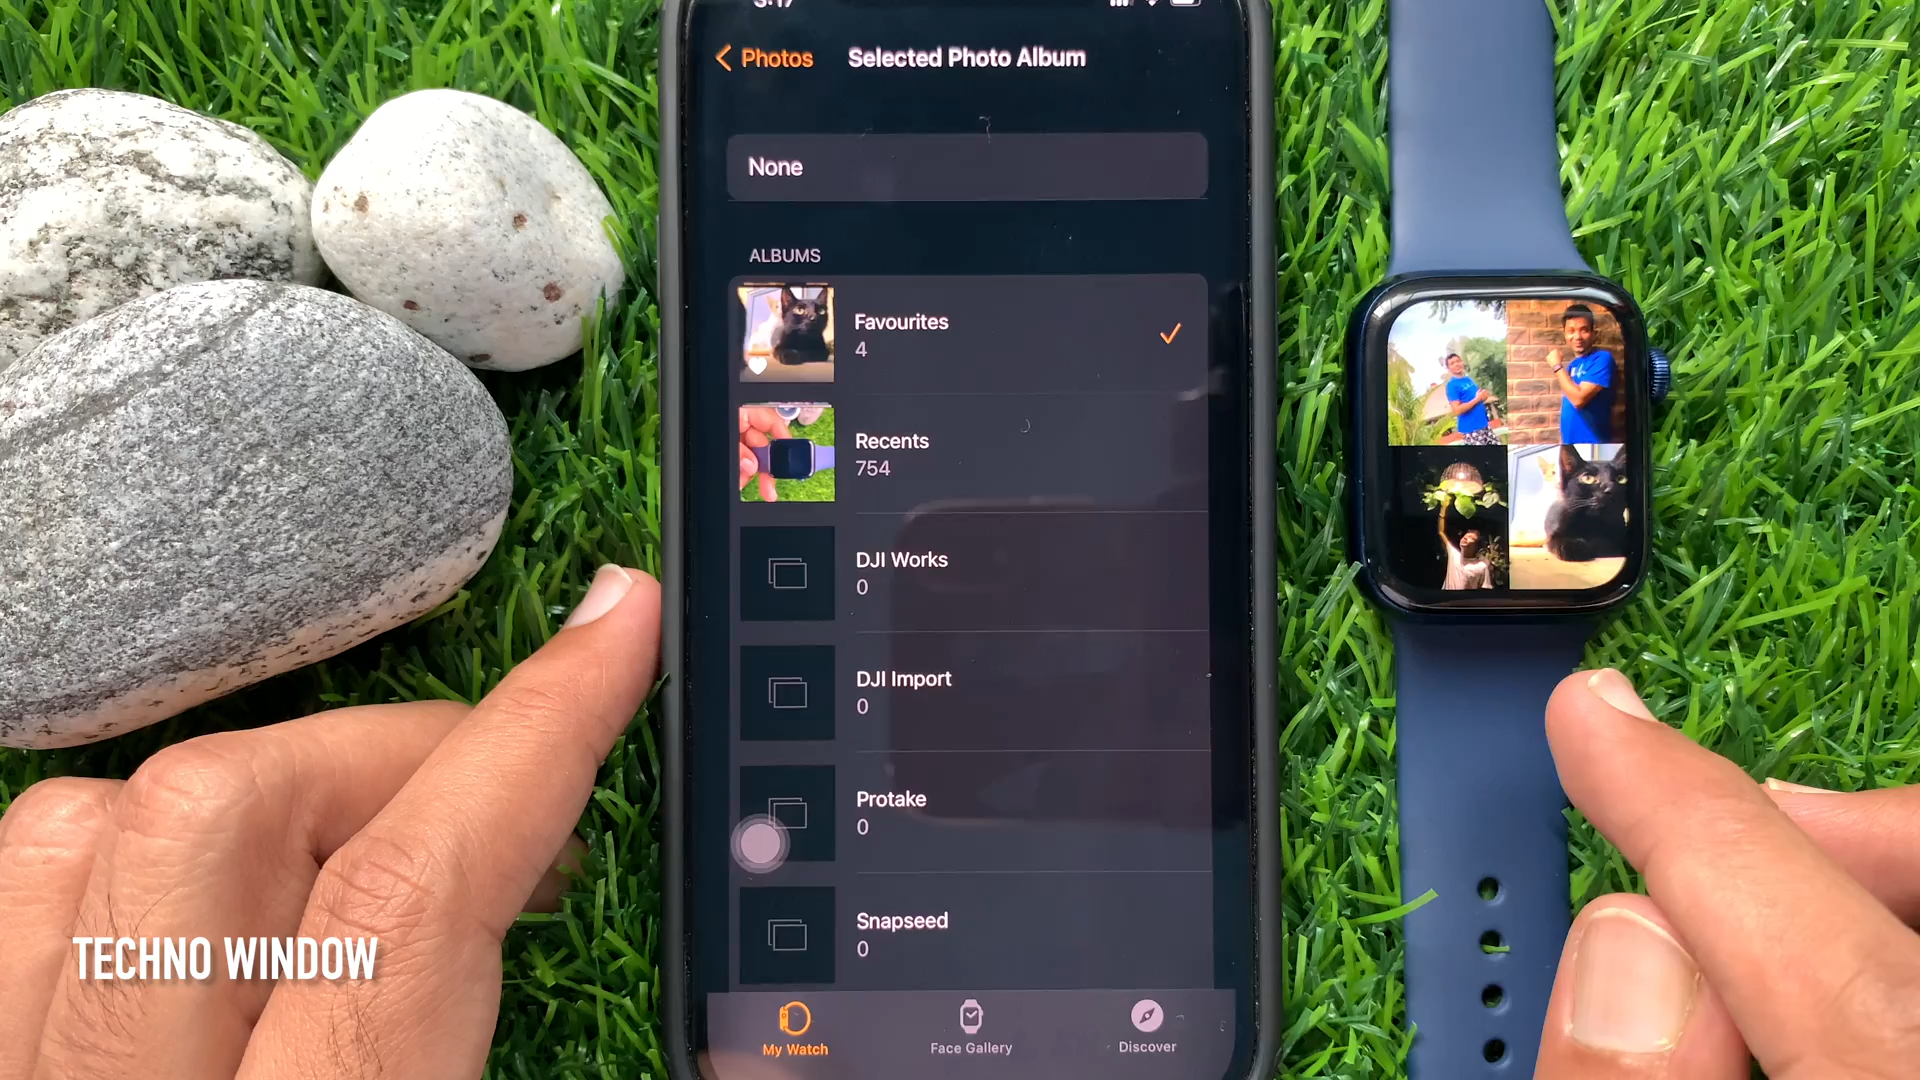 Photos
Selected Photo Album
None
ALBUMS
Favourites
4
Recents
754
DJI Works
0
DJI Import
0
Protake
0
Snapseed
0
My Watch
Face Gallery
Discover
TECHNO WINDOW